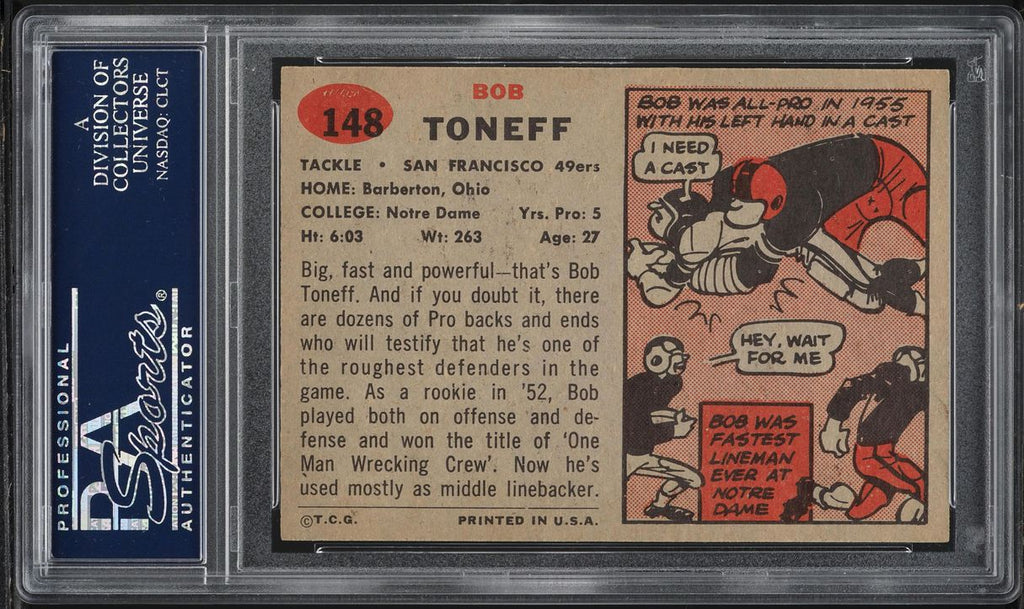 A
DIVISION OF
COLLECTORS
UNIVERSE
NASDAQ: CLCT
PROFESSIONAL
PSA
Sports®
AUTHENTICATOR
148
BOB
TONEFF
TACKLE • SAN FRANCISCO 49ers
HOME: Barberton, Ohio
COLLEGE: Notre Dame Yrs. Pro: 5
Ht: 6:03 Wt: 263 Age: 27
Big, fast and powerful—that's Bob
Toneff. And if you doubt it, there
are dozens of Pro backs and ends
who will testify that he's one of
the roughest defenders in the
game. As a rookie in '52, Bob
played both on offense and de-
fense and won the title of 'One
Man Wrecking Crew'. Now he's
used mostly as middle linebacker.
©T.C.G. PRINTED IN U.S.A.
BOB WAS ALL-PRO IN 1955
WITH HIS LEFT HAND IN A CAST
I NEED
A CAST
HEY, WAIT
FOR ME
BOB WAS
FASTEST
LINEMAN
EVER AT
NOTRE
DAME